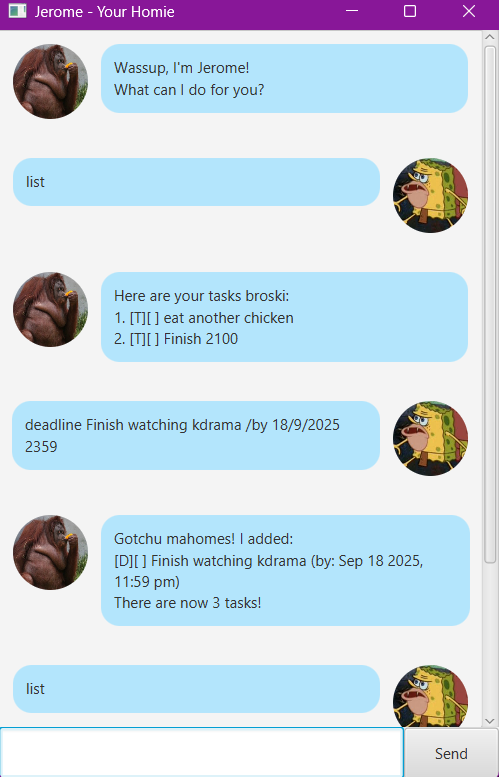 Jerome - Your Homie
Wassup, I'm Jerome!
What can I do for you?
list
Here are your tasks broski:
1. [T][ ] eat another chicken
2. [T][ ] Finish 2100
deadline Finish watching kdrama /by 18/9/2025
2359
Gotchu mahomes! I added:
[D][ ] Finish watching kdrama (by: Sep 18 2025,
11:59 pm)
There are now 3 tasks!
list
Send